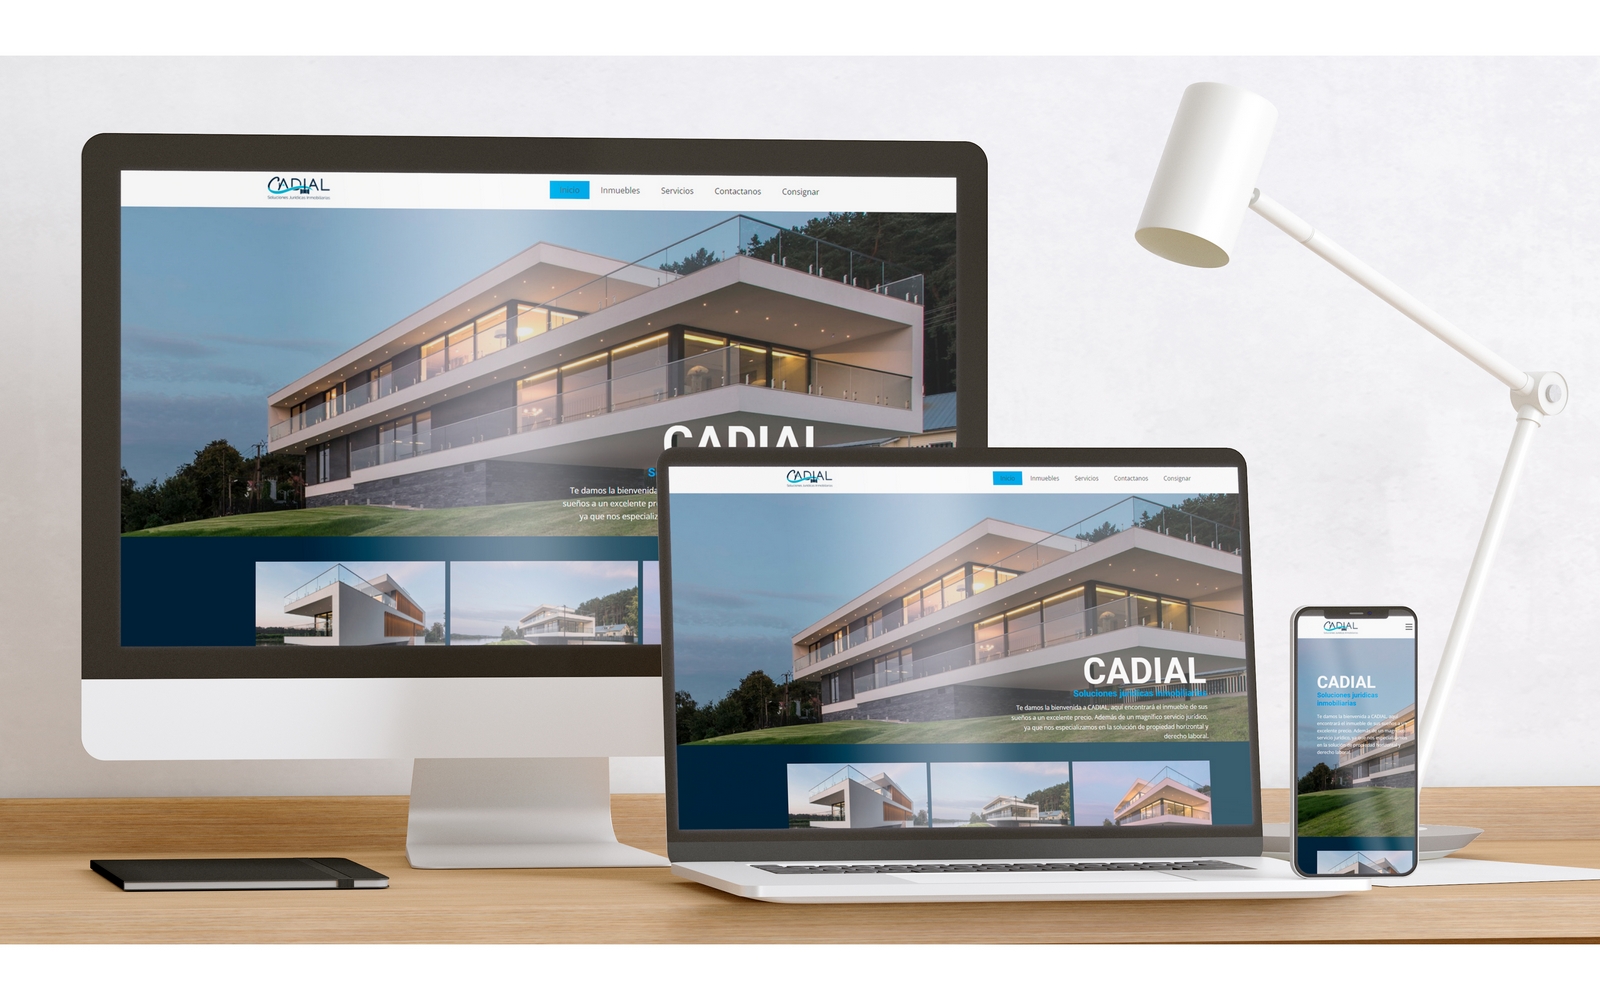 CADIAL
Soluciones Jurídicas Inmobiliarias
Inicio
Inmuebles
Servicios
Contactanos
Consignar
CADIAL
Te damos la bienvenida
sueños a un excelente
ya que nos
CADIAL
Soluciones Jurídicas Inmobiliarias
Inicio
Inmuebles
Servicios
Contactanos
Consignar
CADIAL
Soluciones jurídicas Inmobiliarias
Te damos la bienvenida a CADIAL, aquí encontrará el inmueble de sus
sueños a un excelente precio. Además de un magnífico servicio jurídico,
ya que nos especializamos en la solución de propiedad horizontal y
derecho laboral.
CADIAL
CADIAL
Soluciones jurídicas
Inmobiliarias
Te damos la bienvenida a CADIAL, aquí
encontrará el inmueble de sus sueños a un
excelente precio. Además de un magnífico
servicio jurídico, ya que nos especializamos
en la solución de propiedad horizontal y
derecho laboral.